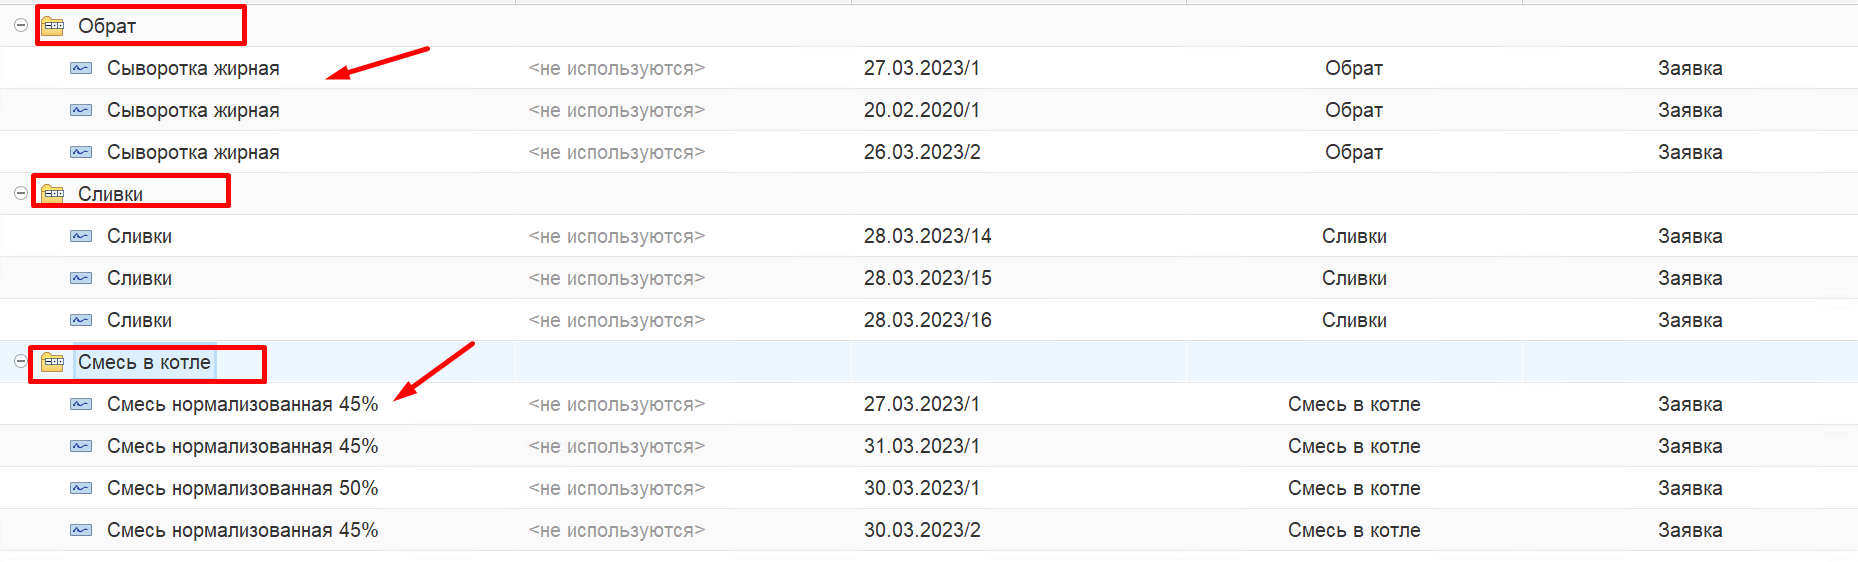 Обрат
Сыворотка жирная <не используются> 27.03.2023/1 Обрат Заявка
Сыворотка жирная <не используются> 20.02.2020/1 Обрат Заявка
Сыворотка жирная <не используются> 26.03.2023/2 Обрат Заявка
Сливки
Сливки <не используются> 28.03.2023/14 Сливки Заявка
Сливки <не используются> 28.03.2023/15 Сливки Заявка
Сливки <не используются> 28.03.2023/16 Сливки Заявка
Смесь в котле
Смесь нормализованная 45% <не используются> 27.03.2023/1 Смесь в котле Заявка
Смесь нормализованная 45% <не используются> 31.03.2023/1 Смесь в котле Заявка
Смесь нормализованная 50% <не используются> 30.03.2023/1 Смесь в котле Заявка
Смесь нормализованная 45% <не используются> 30.03.2023/2 Смесь в котле Заявка